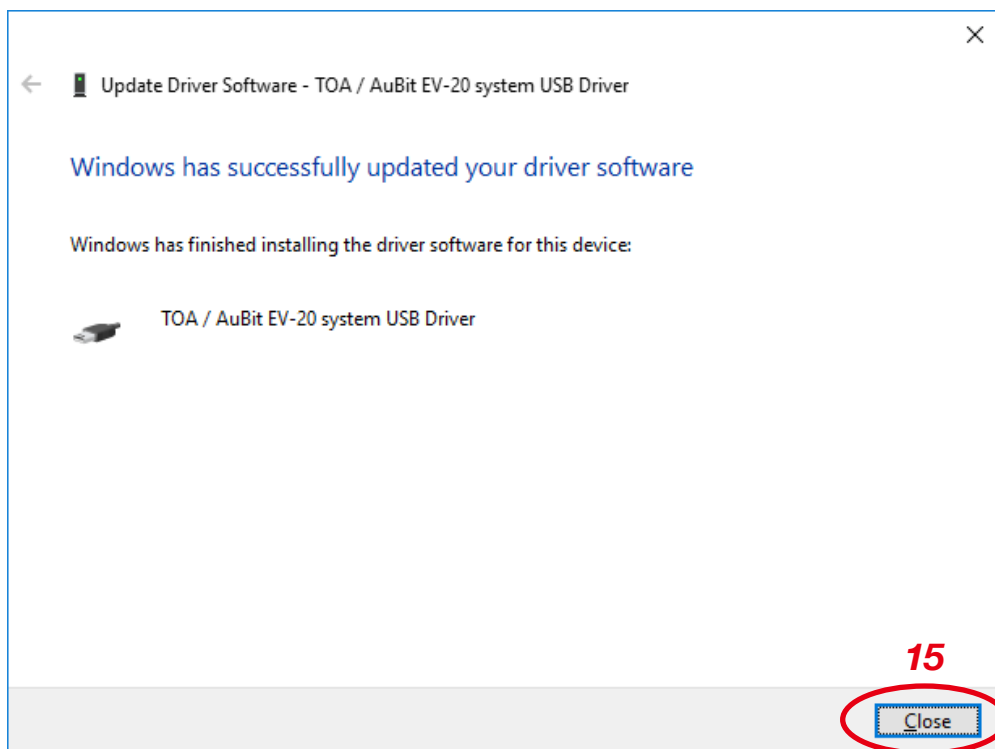 Update Driver Software - TOA / AuBit EV-20 system USB Driver
Windows has successfully updated your driver software
Windows has finished installing the driver software for this device:
TOA / AuBit EV-20 system USB Driver
15
Close